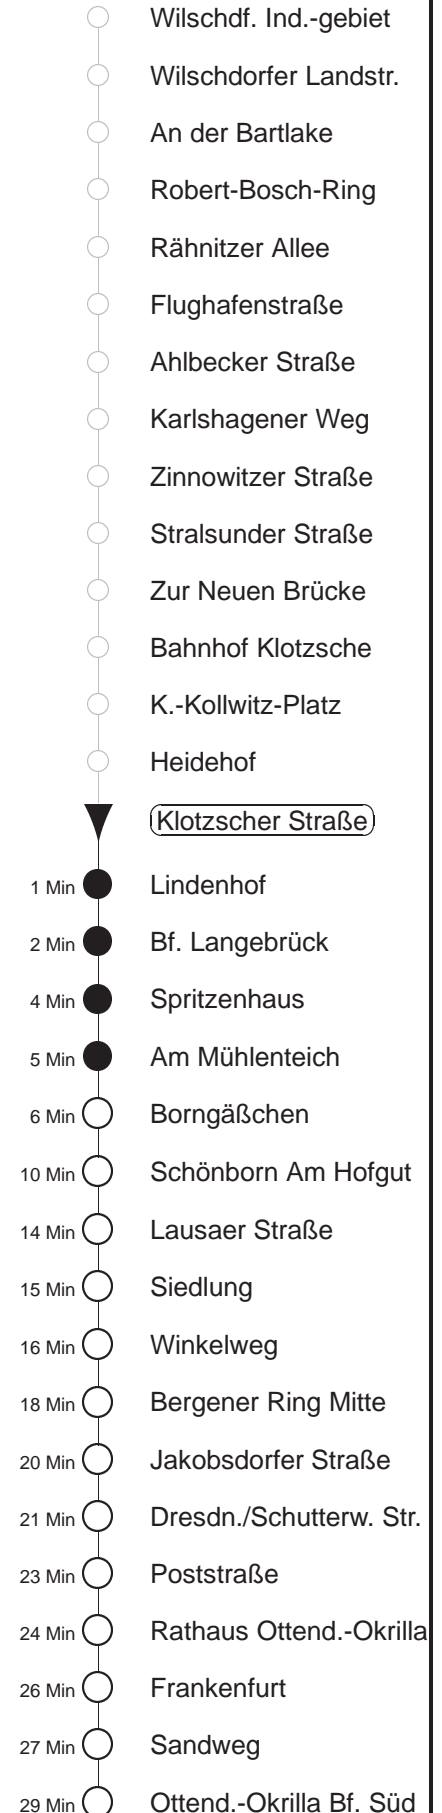 Wilschdf. Ind.-gebiet
Wilschdorfer Landstr.
An der Bartlake
Robert-Bosch-Ring
Rähnitzer Allee
Flughafenstraße
Ahlbecker Straße
Karlshagener Weg
Zinnowitzer Straße
Stralsunder Straße
Zur Neuen Brücke
Bahnhof Klotzsche
K.-Kollwitz-Platz
Heidehof
Klotzscher Straße
1 Min Lindenhof
2 Min Bf. Langebrück
4 Min Spritzenhaus
5 Min Am Mühlenteich
6 Min Borngäßchen
10 Min Schönborn Am Hofgut
14 Min Lausaer Straße
15 Min Siedlung
16 Min Winkelweg
18 Min Bergener Ring Mitte
20 Min Jakobsdorfer Straße
21 Min Dresdn./Schutterw. Str.
23 Min Poststraße
24 Min Rathaus Ottend.-Okrilla
26 Min Frankenfurt
27 Min Sandweg
29 Min Ottend.-Okrilla Bf. Süd